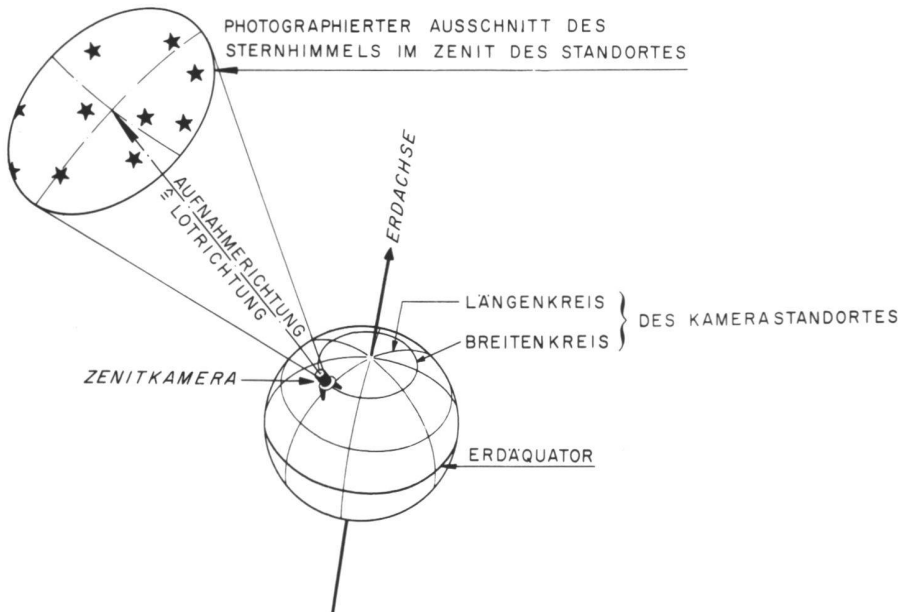 PHOTOGRAPHIERTER AUSSCHNITT DES
STERNHIMMELS IM ZENIT DES STANDORTES
AUFNAHMERICHTUNG
≙ LOTRICHTUNG
ERDACHSE
LÄNGENKREIS
BREITENKREIS
DES KAMERASTANDORTES
ZENITKAMERA
ERDÄQUATOR